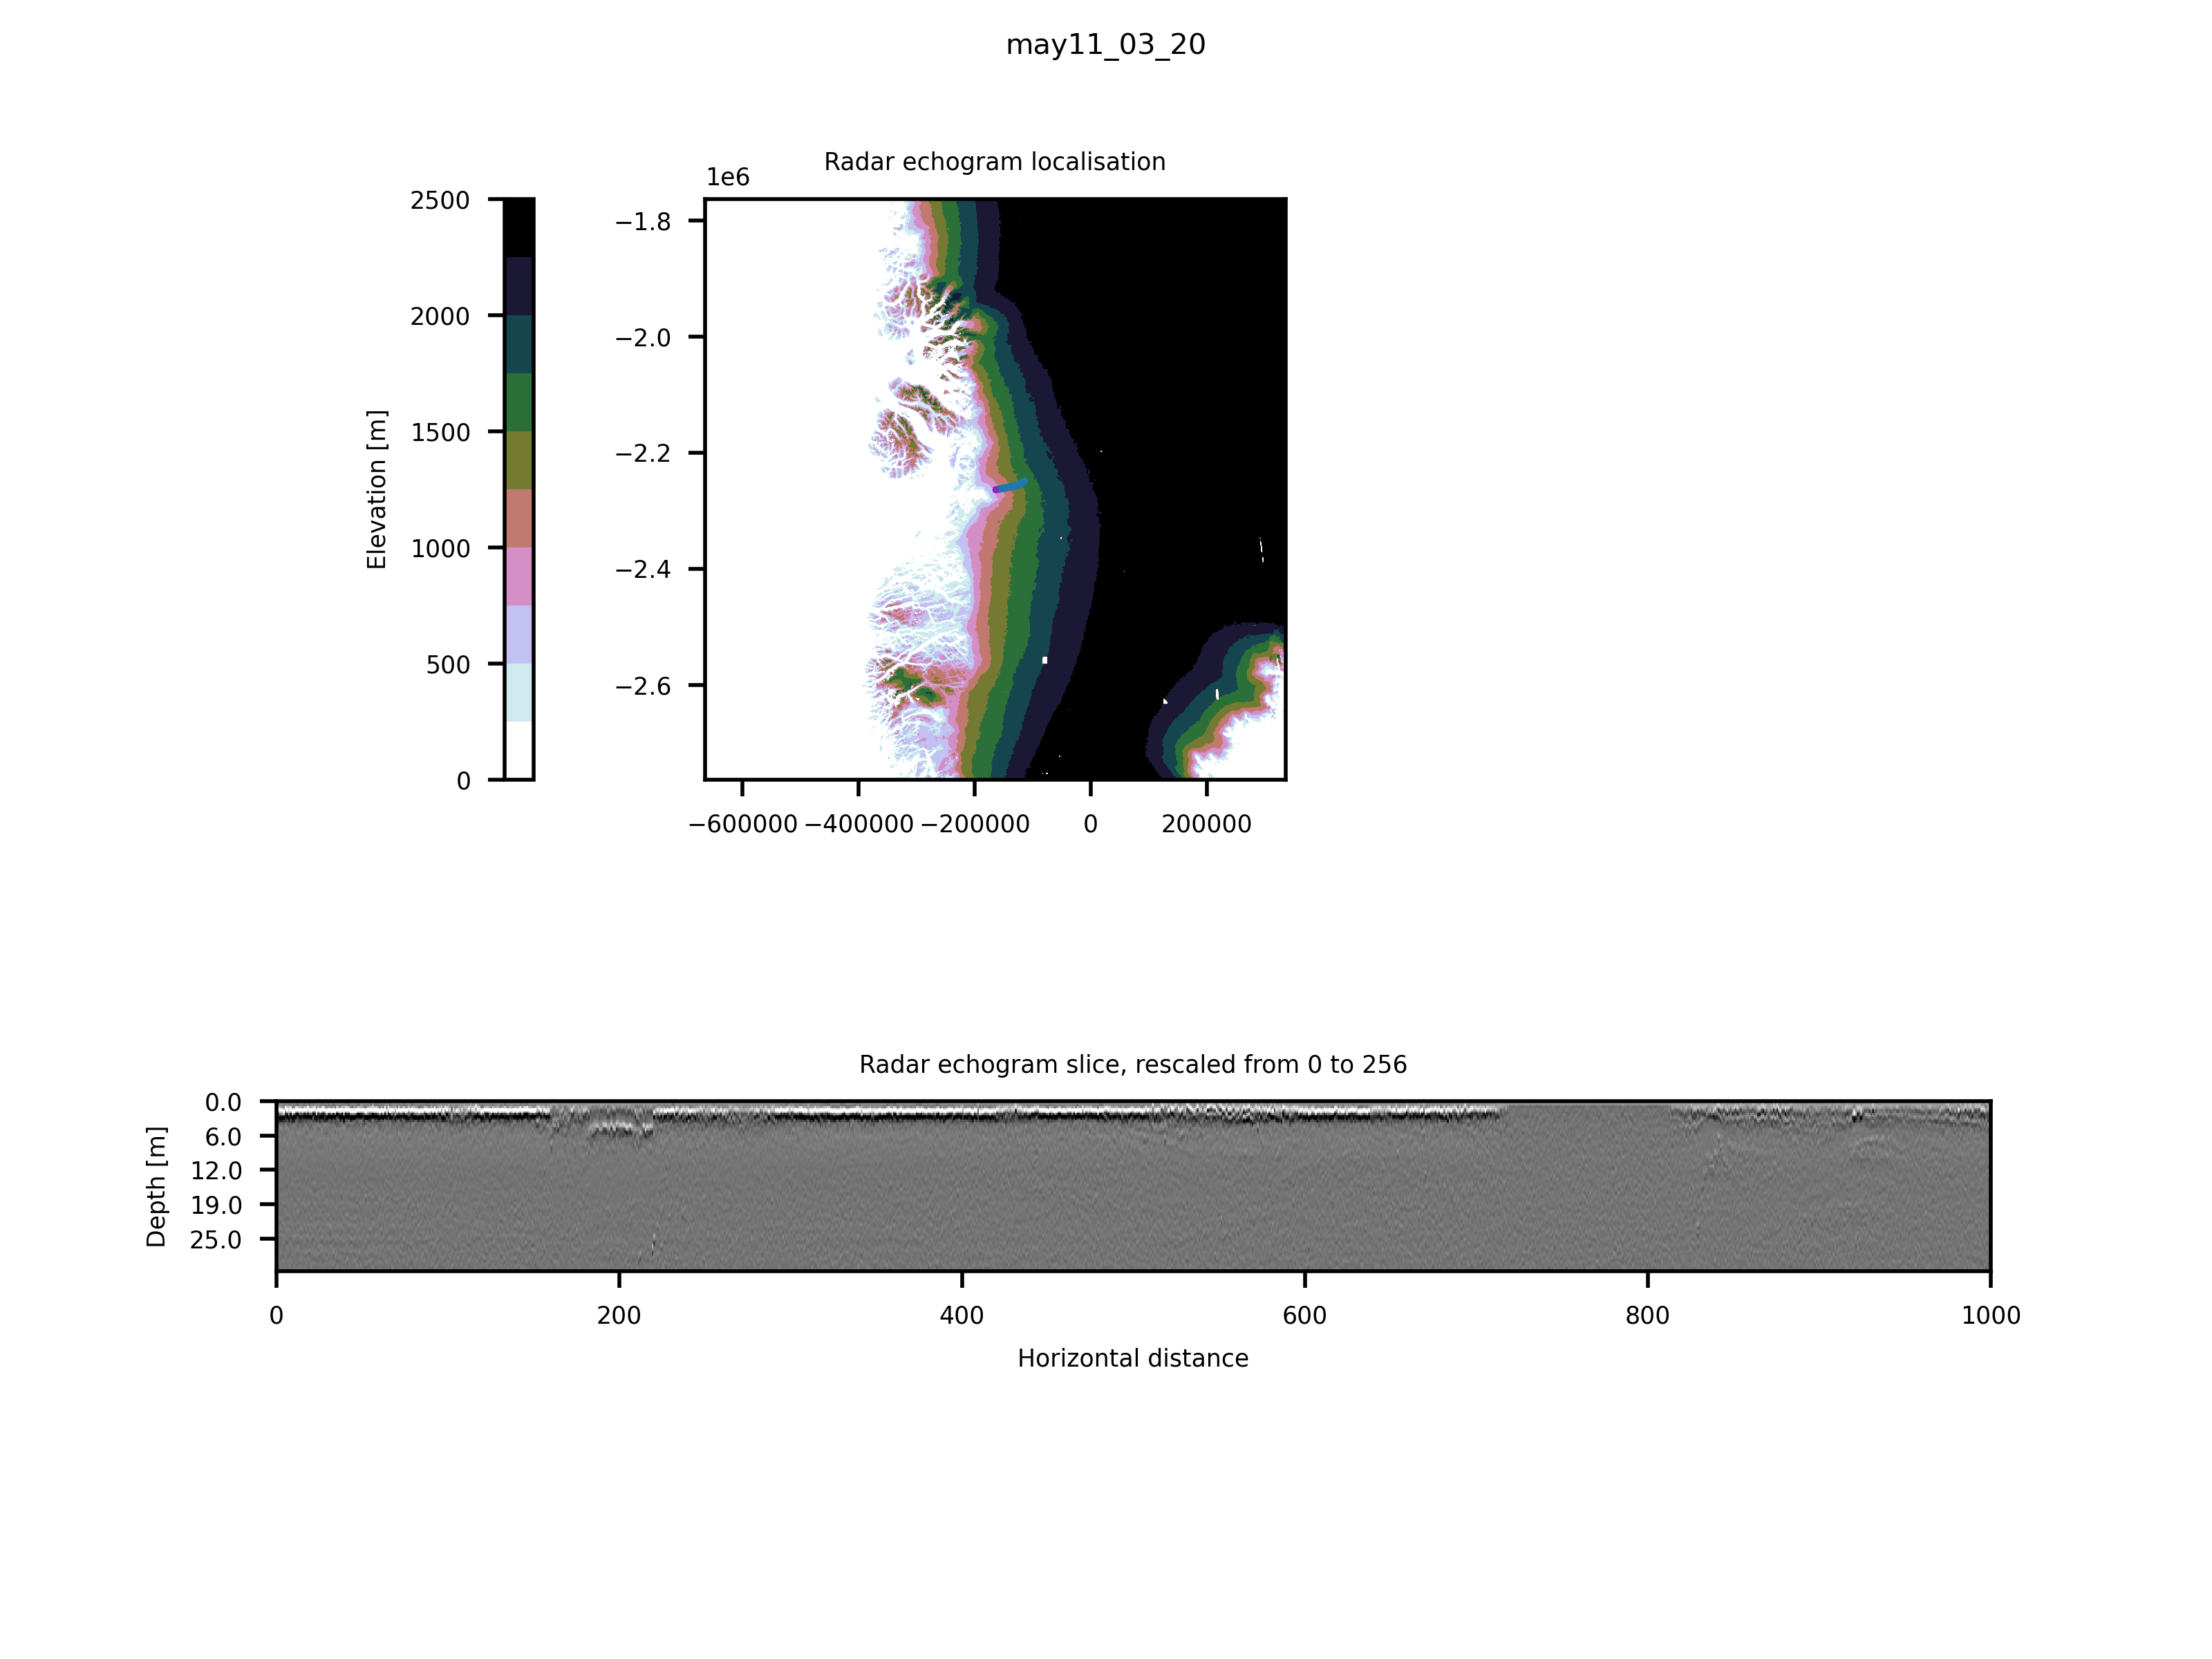 may11_03_20
Radar echogram localisation
1e6
2500
2000
1500
1000
500
0
Elevation [m]
−1.8
−2.0
−2.2
−2.4
−2.6
−600000 −400000 −200000 0 200000
Radar echogram slice, rescaled from 0 to 256
0.0
6.0
12.0
19.0
25.0
Depth [m]
0 200 400 600 800 1000
Horizontal distance